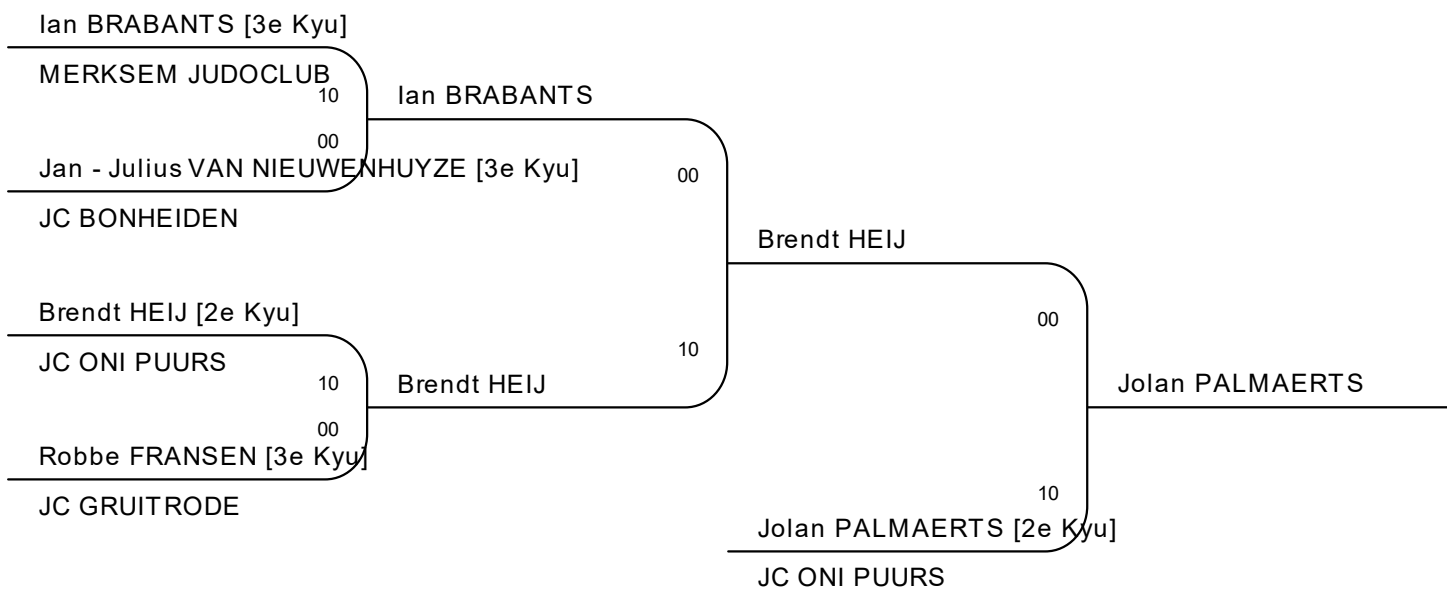 Ian BRABANTS [3e Kyu]
MERKSEM JUDOCLUB
10
Ian BRABANTS
00
Jan - Julius VAN NIEUWENHUYZE [3e Kyu]
00
JC BONHEIDEN
Brendt HEIJ
Brendt HEIJ [2e Kyu]
00
JC ONI PUURS
10
10
Brendt HEIJ
Jolan PALMAERTS
00
Robbe FRANSEN [3e Kyu]
JC GRUITRODE
10
Jolan PALMAERTS [2e Kyu]
JC ONI PUURS